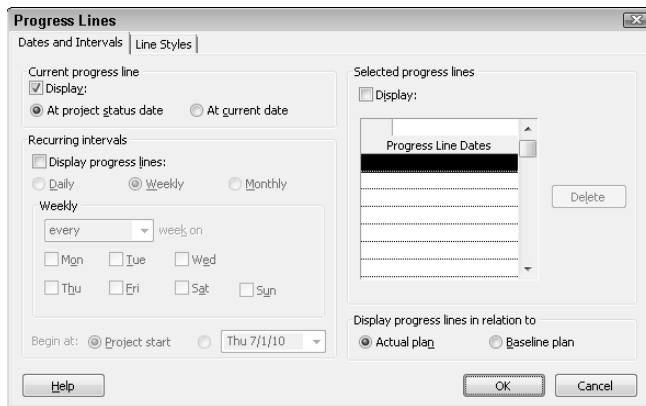 Progress Lines
Dates and Intervals
Line Styles
Current progress line
Display:
At project status date
At current date
Recurring intervals
Display progress lines:
Daily
Weekly
Monthly
Weekly
every
week on
Mon
Tue
Wed
Thu
Fri
Sat
Sun
Begin at:
Project start
Thu 7/1/10
Selected progress lines
Display:
Progress Line Dates
Delete
Display progress lines in relation to
Actual plan
Baseline plan
Help
OK
Cancel